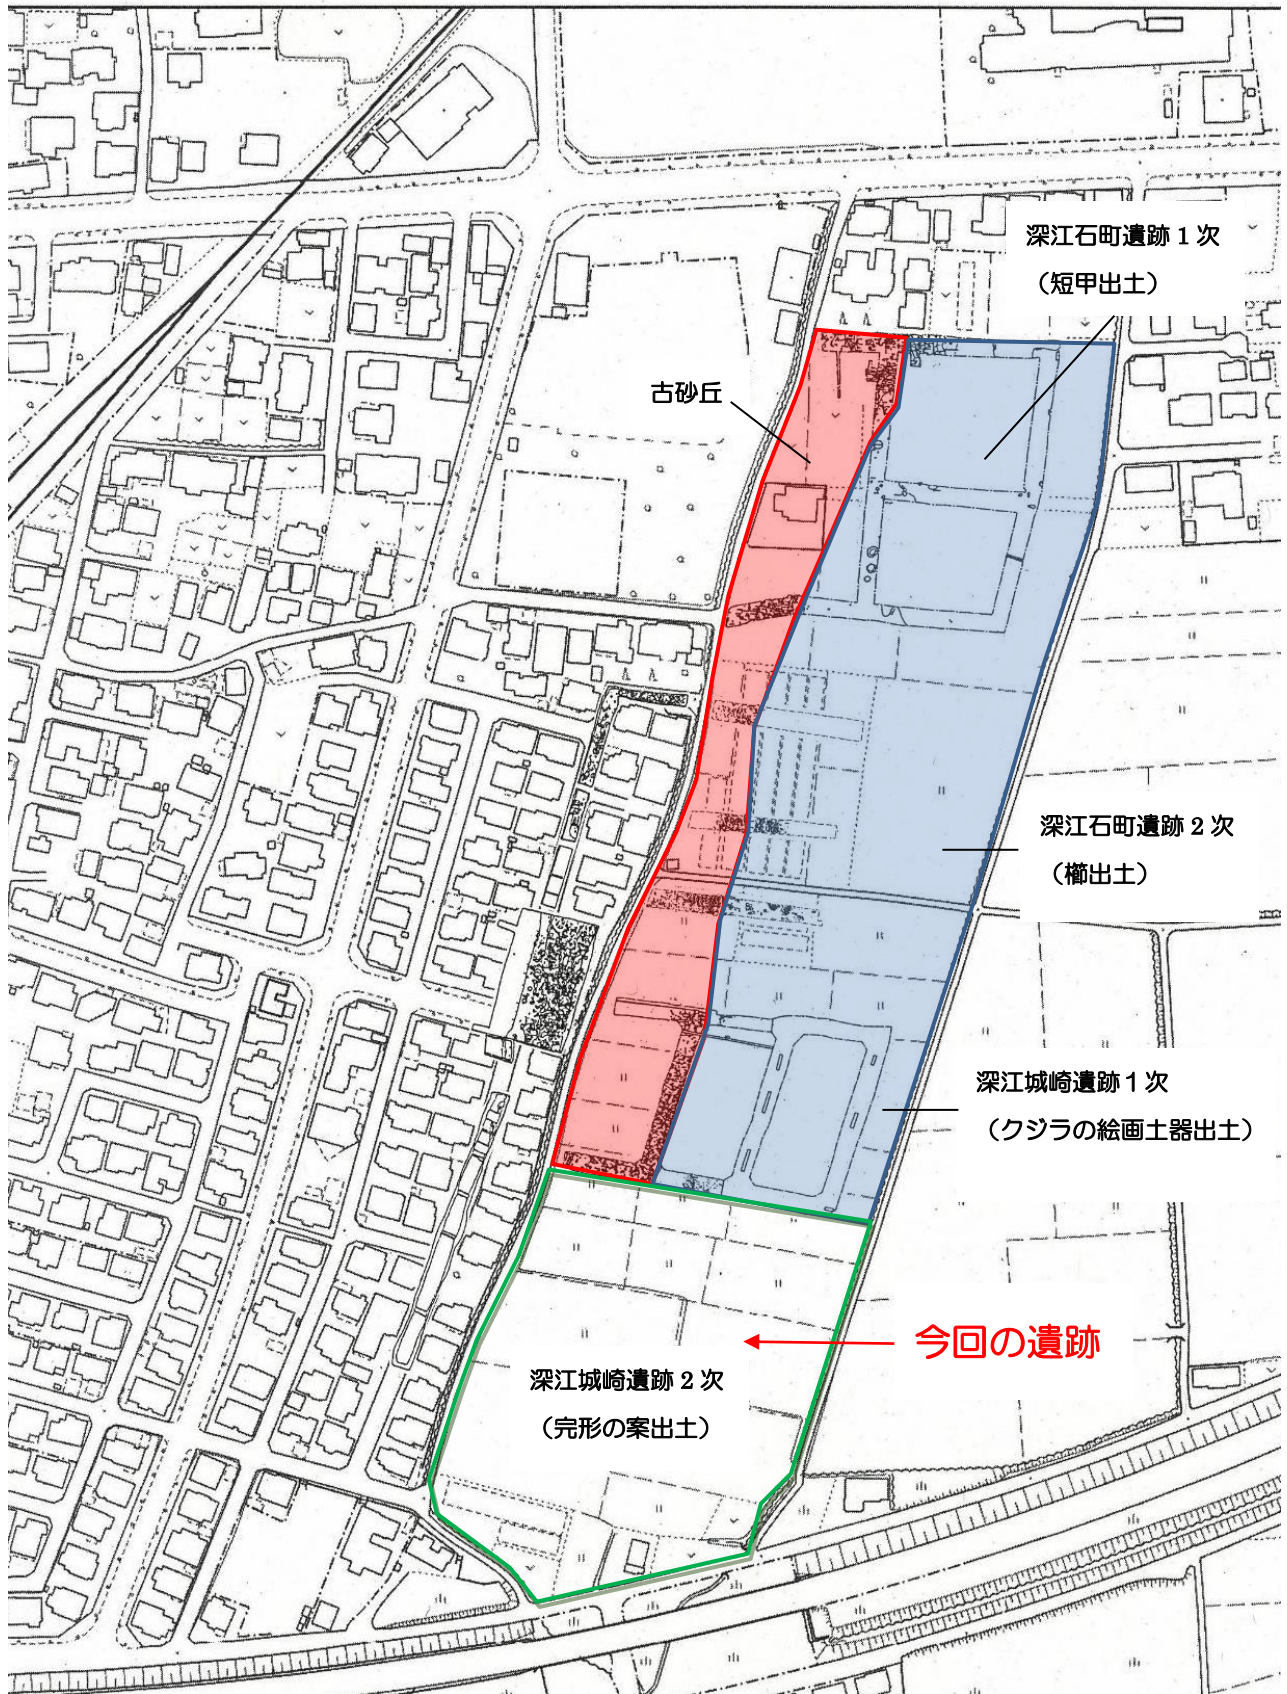 深江石町遺跡 1 次
（短甲出土）
古砂丘
深江石町遺跡 2 次
（櫛出土）
深江城崎遺跡１次
（クジラの絵画土器出土）
今回の遺跡
深江城崎遺跡 2 次
（完形の案出土）